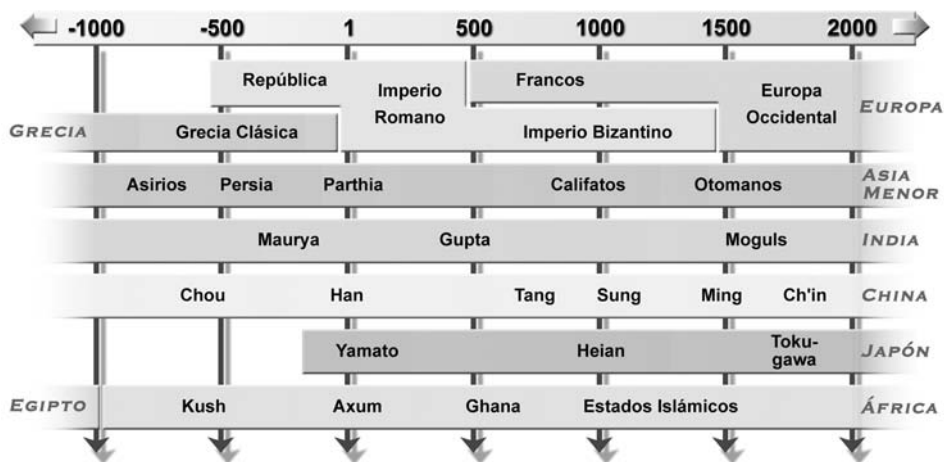 -1000 -500 1 500 1000 1500 2000
República Imperio Romano Francos Europa Occidental EUROPA
GRECIA Grecia Clásica Imperio Bizantino
Asirios Persia Parthia Califatos Otomanos ASIA MENOR
Maurya Gupta Moguls INDIA
Chou Han Tang Sung Ming Ch'in CHINA
Yamato Heian Toku-gawa JAPÓN
EGIPTO Kush Axum Ghana Estados Islámicos ÁFRICA